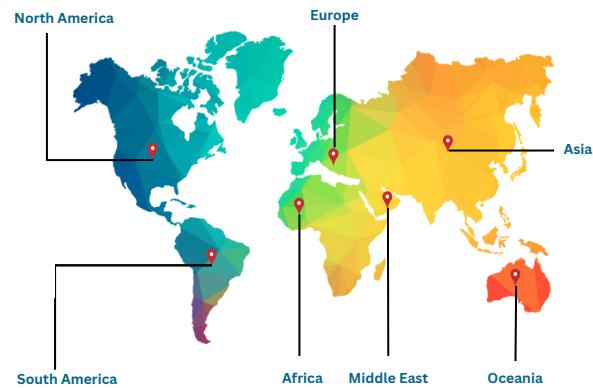 Europe
North America
Asia
South America
Africa
Middle East
Oceania